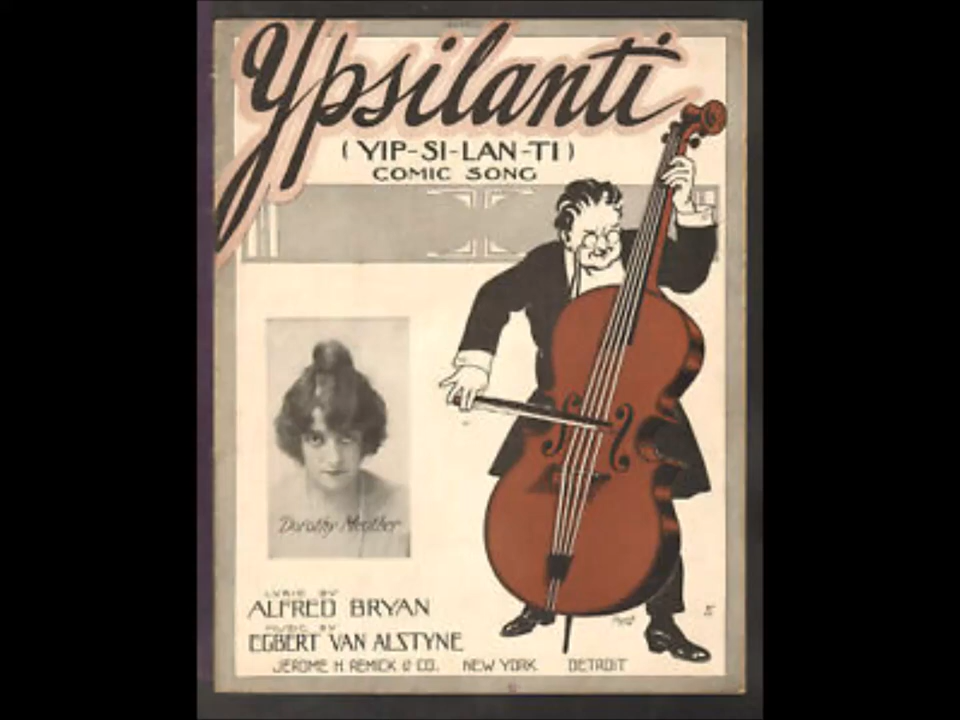 Ypsilanti
( YIP-SI-LAN-TI )
COMIC SONG
Dorothy Meuther
LYRIC BY
ALFRED BRYAN
MUSIC BY
EGBERT VAN ALSTYNE
JEROME H. REMICK & CO. NEW YORK DETROIT